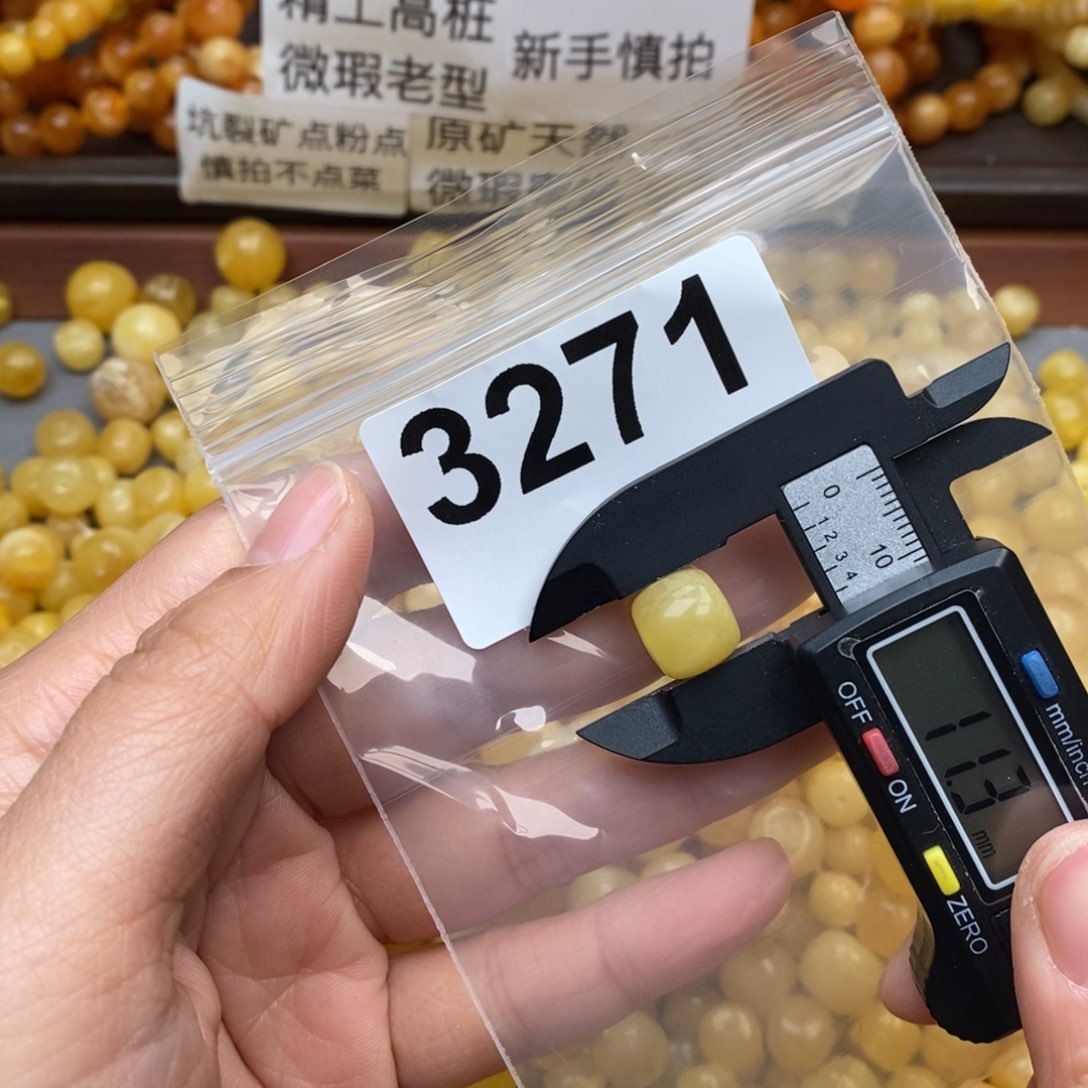 精工高桩
微瑕老型
新手慎拍
坑裂矿点粉点
慎拍不点菜
原矿天然
微瑕
3271
0
10
1 2 3 4
OFF
ON
mm/inch
mm
ZERO